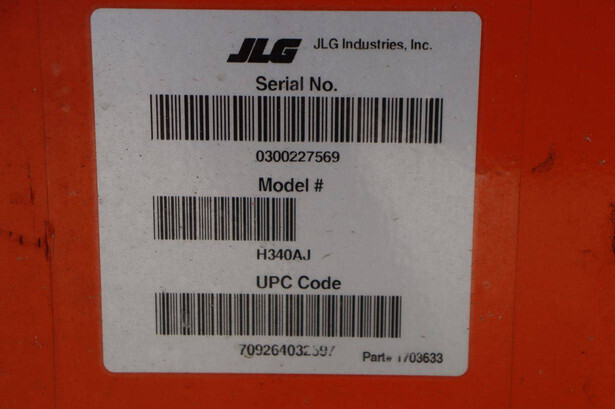 JLG JLG Industries, Inc.
Serial No.
0300227569
Model #
H340AJ
UPC Code
Part# 1703633